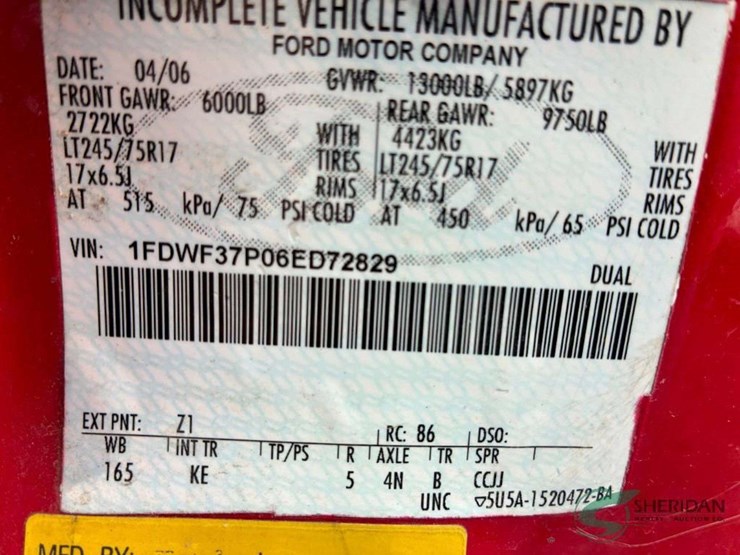 INCOMPLETE VEHICLE MANUFACTURED BY
FORD MOTOR COMPANY
DATE: 04/06 GVWR: 13000LB/ 5897KG
FRONT GAWR: 6000LB REAR GAWR: 9750LB
2722KG WITH 4423KG WITH
LT245/75R17 TIRES LT245/75R17 TIRES
17x6.5J RIMS 17x6.5J RIMS
AT 515 kPa/ 75 PSI COLD AT 450 kPa/ 65 PSI COLD
VIN: 1FDWF37P06ED72829 DUAL
EXT PNT: Z1 RC: 86 DSO:
WB INT TR TP/PS R AXLE TR SPR
165 KE 5 4N B CCJJ
UNC 5U5A-1520472-BA
SHERIDAN
MFD. BY: